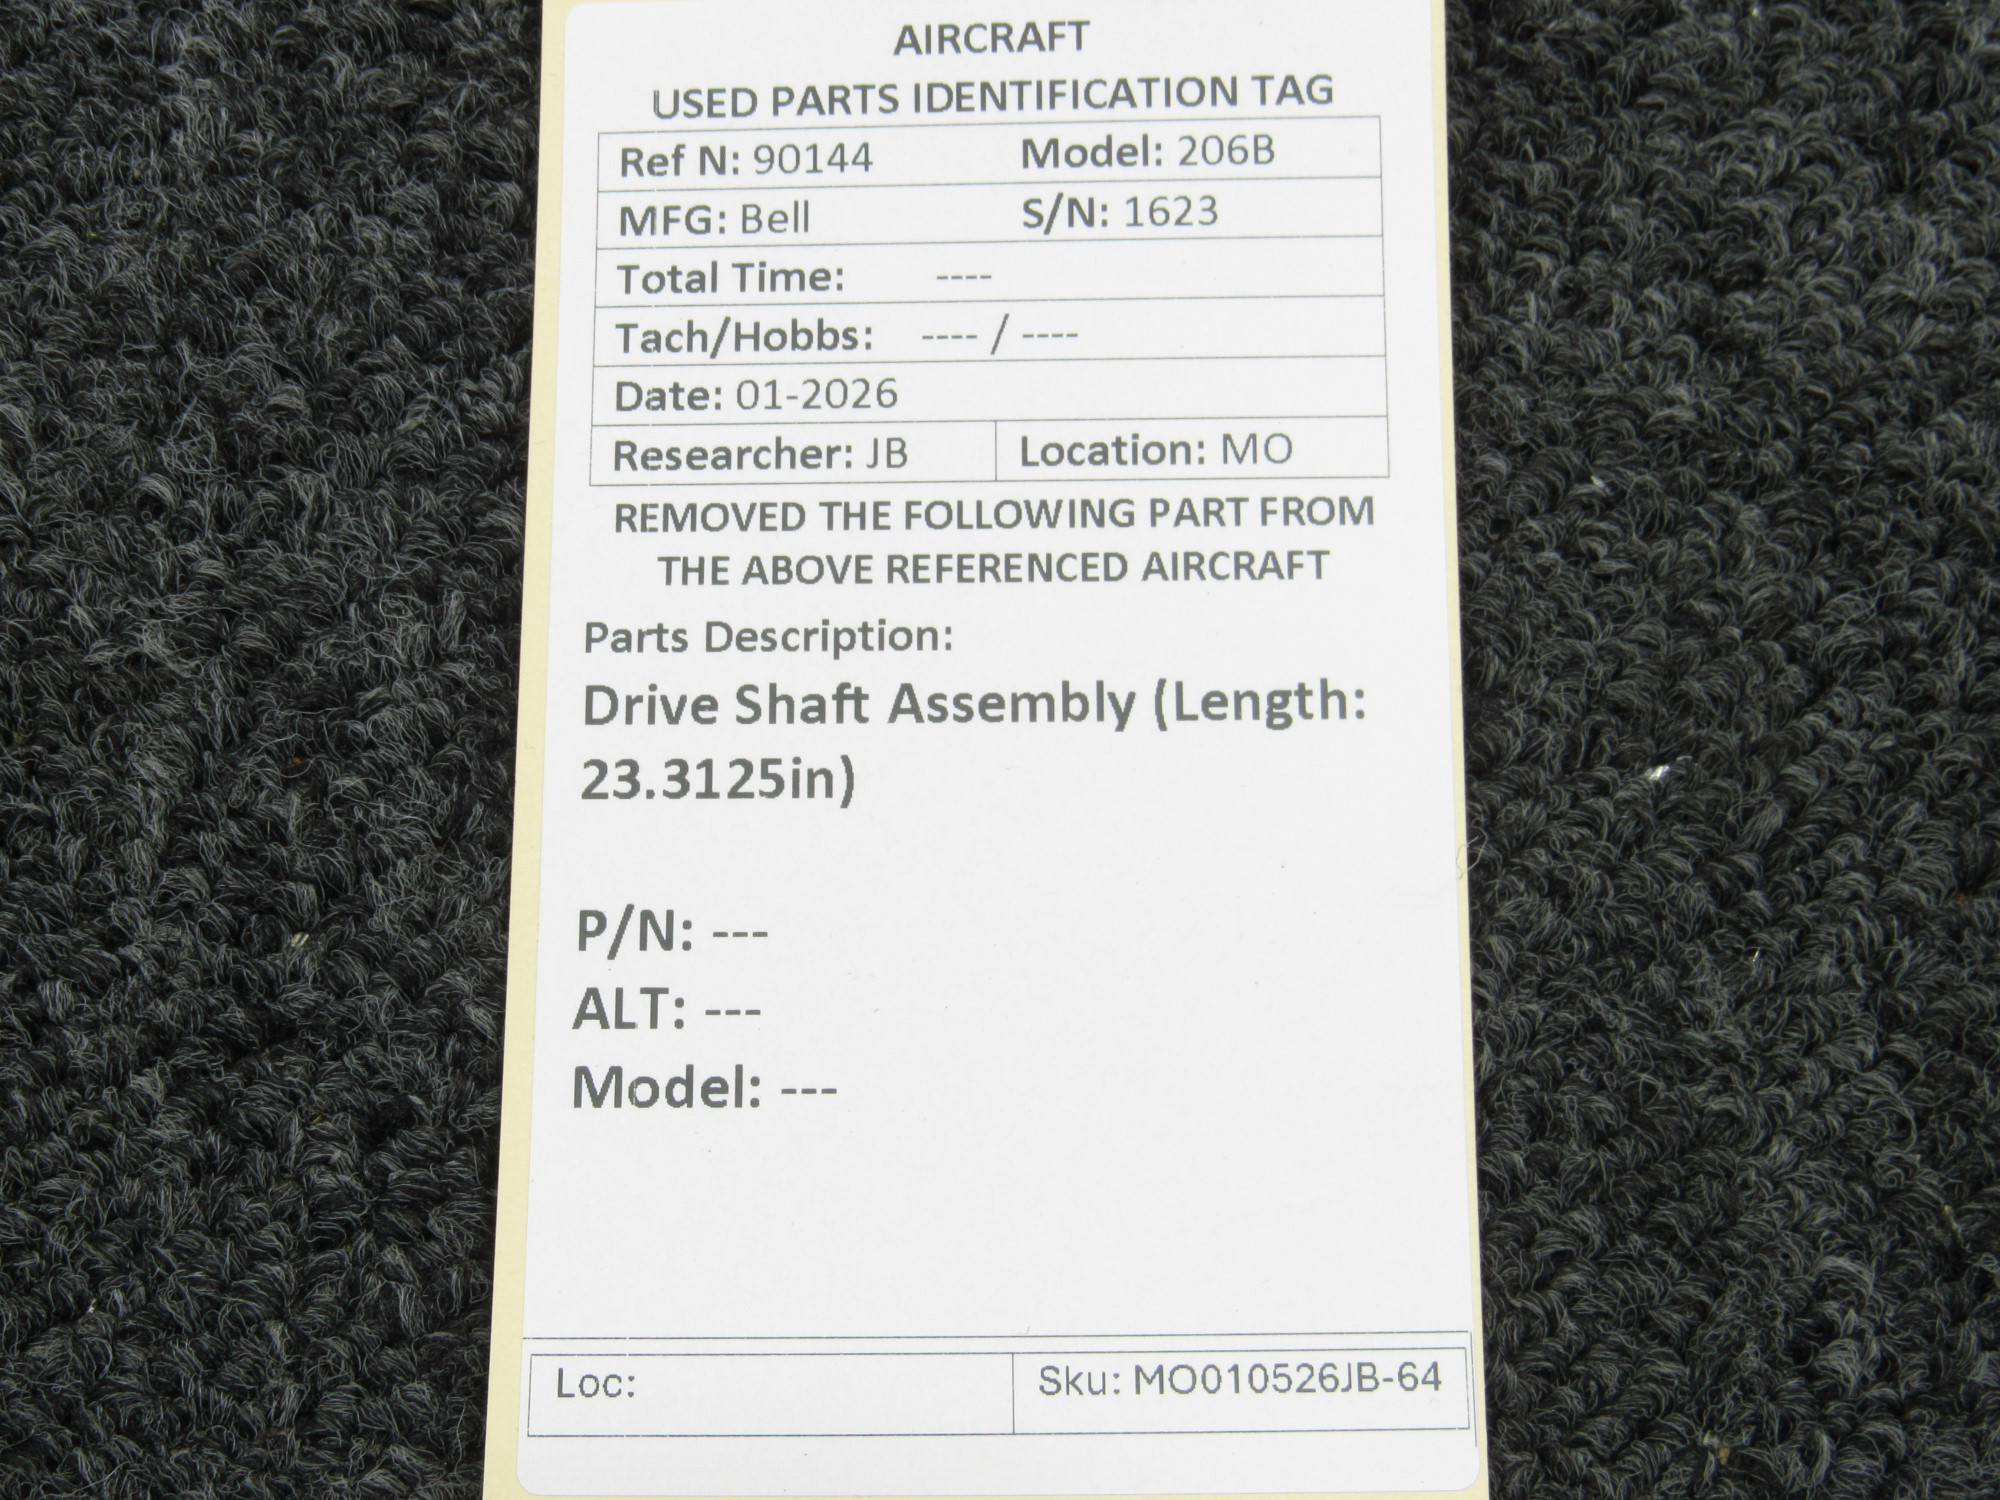 AIRCRAFT
USED PARTS IDENTIFICATION TAG
Ref N: 90144 Model: 206B
MFG: Bell S/N: 1623
Total Time: ----
Tach/Hobbs: ---- / ----
Date: 01-2026
Researcher: JB Location: MO
REMOVED THE FOLLOWING PART FROM
THE ABOVE REFERENCED AIRCRAFT
Parts Description:
Drive Shaft Assembly (Length:
23.3125in)
P/N: ---
ALT: ---
Model: ---
Loc: Sku: MO010526JB-64